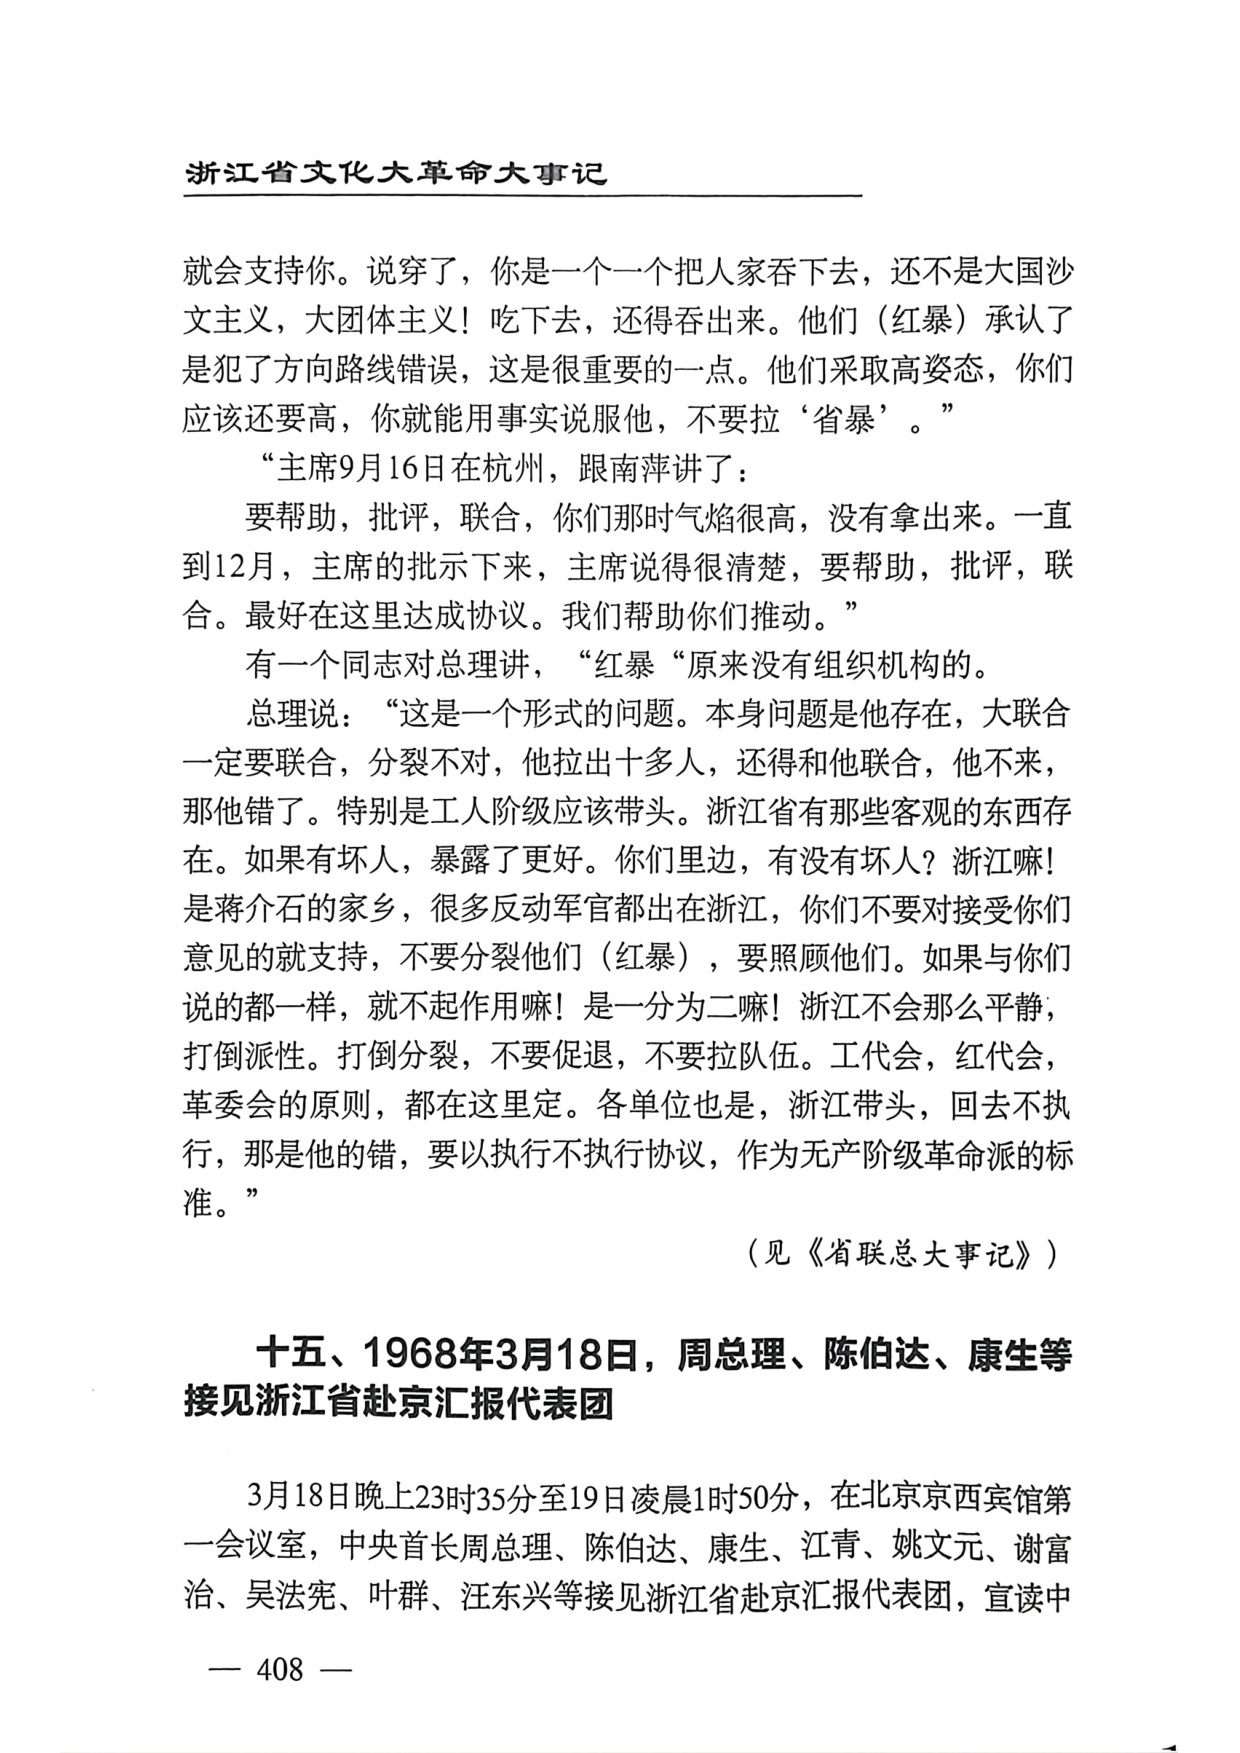 浙江省文化大革命大事记
就会支持你。说穿了，你是一个一个把人家吞下去，还不是大国沙
文主义，大团体主义！吃下去，还得吞出来。他们（红暴）承认了
是犯了方向路线错误，这是很重要的一点。他们采取高姿态，你们
应该还要高，你就能用事实说服他，不要拉‘省暴’。”
“主席9月16日在杭州，跟南萍讲了：
要帮助，批评，联合，你们那时气焰很高，没有拿出来。一直
到12月，主席的批示下来，主席说得很清楚，要帮助，批评，联
合。最好在这里达成协议。我们帮助你们推动。”
有一个同志对总理讲，“红暴“原来没有组织机构的。
总理说：“这是一个形式的问题。本身问题是他存在，大联合
一定要联合，分裂不对，他拉出十多人，还得和他联合，他不来，
那他错了。特别是工人阶级应该带头。浙江省有那些客观的东西存
在。如果有坏人，暴露了更好。你们里边，有没有坏人？浙江嘛！
是蒋介石的家乡，很多反动军官都出在浙江，你们不要对接受你们
意见的就支持，不要分裂他们（红暴），要照顾他们。如果与你们
说的都一样，就不起作用嘛！是一分为二嘛！浙江不会那么平静，
打倒派性。打倒分裂，不要促退，不要拉队伍。工代会，红代会，
革委会的原则，都在这里定。各单位也是，浙江带头，回去不执
行，那是他的错，要以执行不执行协议，作为无产阶级革命派的标
准。”
（见《省联总大事记》）
十五、1968年3月18日，周总理、陈伯达、康生等
接见浙江省赴京汇报代表团
3月18日晚上23时35分至19日凌晨1时50分，在北京京西宾馆第
一会议室，中央首长周总理、陈伯达、康生、江青、姚文元、谢富
治、吴法宪、叶群、汪东兴等接见浙江省赴京汇报代表团，宣读中
— 408 —